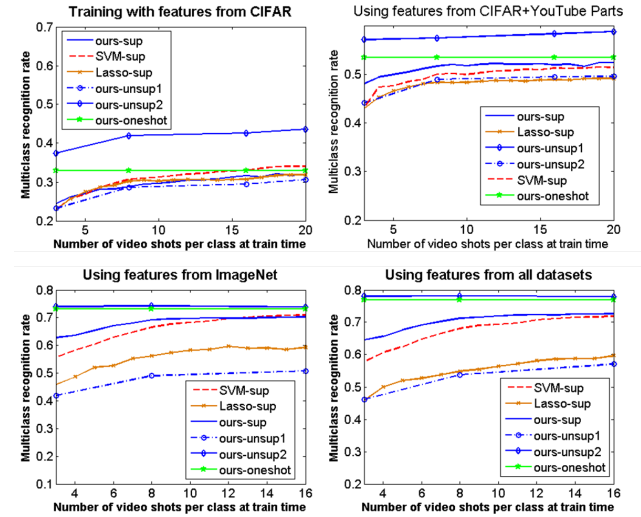 Training with features from CIFAR
Multiclass recognition rate
0.7
0.6
0.5
0.4
0.3
0.2
ours-sup
SVM-sup
Lasso-sup
ours-unsup1
ours-unsup2
ours-oneshot
5 10 15 20
Number of video shots per class at train time
Using features from CIFAR+YouTube Parts
Multiclass recognition rate
0.5
0.4
0.3
0.2
0.2
ours-sup
Lasso-sup
ours-unsup1
ours-unsup2
SVM-sup
ours-oneshot
5 10 15 20
Number of video shots per class at train time
Using features from ImageNet
Multiclass recognition rate
0.8
0.7
0.6
0.5
0.4
0.3
0.2
0.1
SVM-sup
Lasso-sup
ours-sup
ours-unsup1
ours-unsup2
ours-oneshot
4 6 8 10 12 14 16
Number of video shots per class at train time
Using features from all datasets
Multiclass recognition rate
0.8
0.7
0.6
0.5
0.4
0.3
0.2
0.1
SVM-sup
Lasso-sup
ours-sup
ours-unsup1
ours-unsup2
ours-oneshot
4 6 8 10 12 14 16
Number of video shots per class at train time